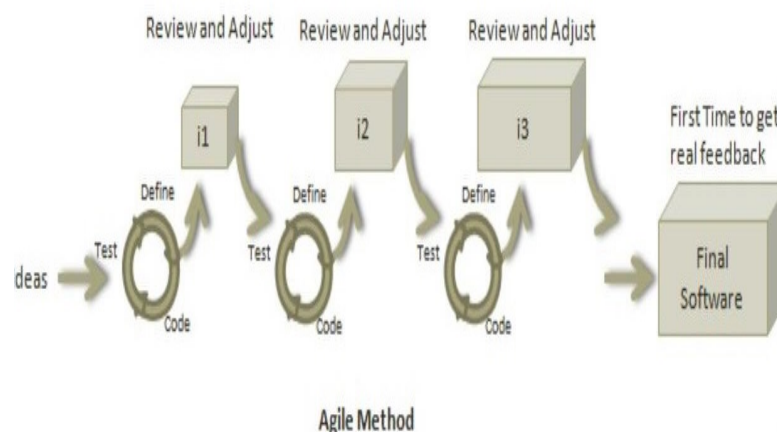 Review and Adjust
Review and Adjust
Review and Adjust
i1
i2
i3
First Time to get
real feedback
Define
Define
Define
Test
Test
Test
deas
Final
Software
Code
Code
Code
Agile Method